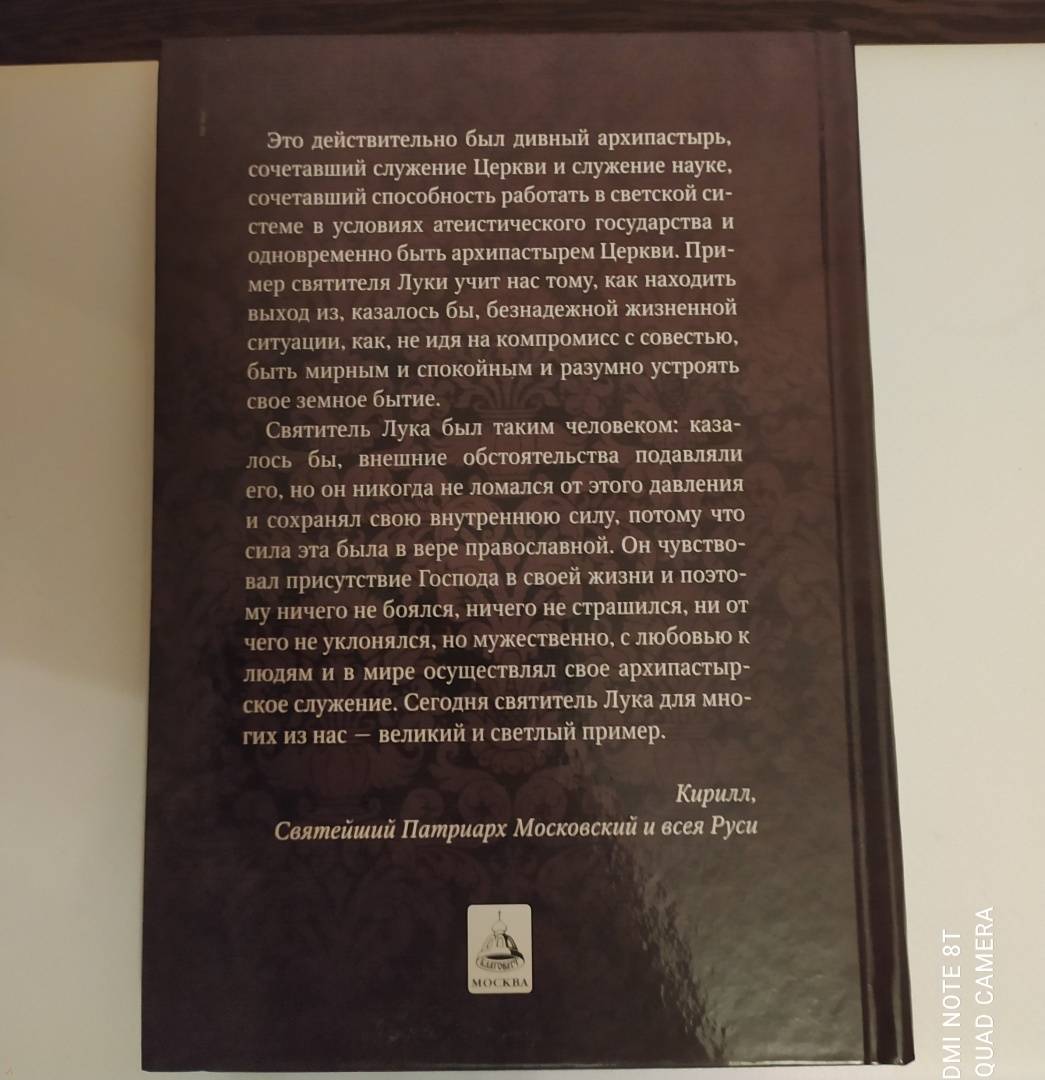 Это действительно был дивный архипастырь,
сочетавший служение Церкви и служение науке,
сочетавший способность работать в светской си-
стеме в условиях атеистического государства и
одновременно быть архипастырем Церкви. При-
мер святителя Луки учит нас тому, как находить
выход из, казалось бы, безнадежной жизненной
ситуации, как, не идя на компромисс с совестью,
быть мирным и спокойным и разумно устроять
свое земное бытие.
Святитель Лука был таким человеком: каза-
лось бы, внешние обстоятельства подавляли
его, но он никогда не ломался от этого давления
и сохранял свою внутреннюю силу, потому что
сила эта была в вере православной. Он чувство-
вал присутствие Господа в своей жизни и поэто-
му ничего не боялся, ничего не страшился, ни от
чего не уклонялся, но мужественно, с любовью к
людям и в мире осуществлял свое архипастыр-
ское служение. Сегодня святитель Лука для мно-
гих из нас — великий и светлый пример.
Кирилл,
Святейший Патриарх Московский и всея Руси
МОСКВА
DMI NOTE 8T
QUAD CAMERA